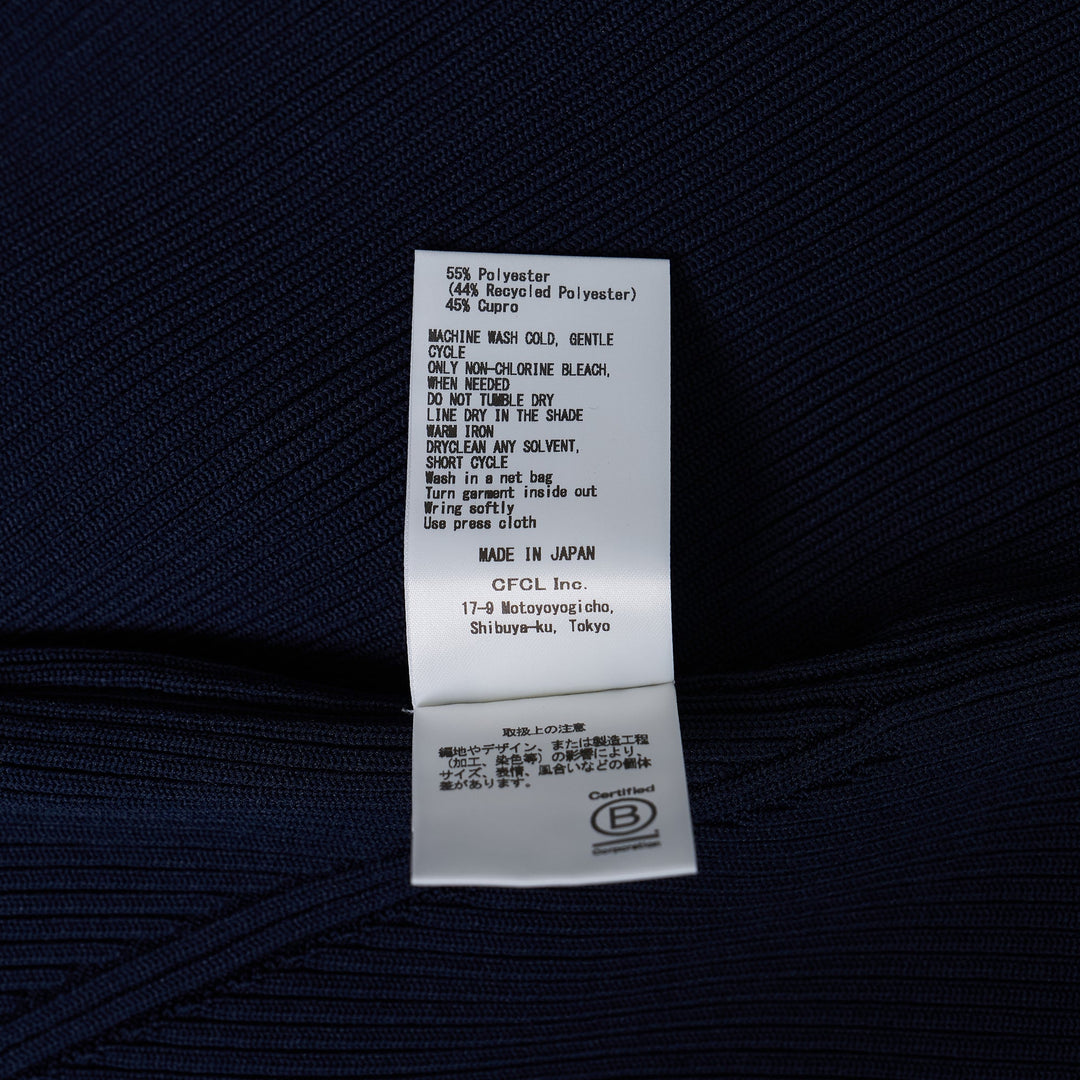 55% Polyester
(44% Recycled Polyester)
45% Cupro
MACHINE WASH COLD, GENTLE
CYCLE
ONLY NON-CHLORINE BLEACH,
WHEN NEEDED
DO NOT TUMBLE DRY
LINE DRY IN THE SHADE
WARM IRON
DRYCLEAN ANY SOLVENT,
SHORT CYCLE
Wash in a net bag
Turn garment inside out
Wring softly
Use press cloth
MADE IN JAPAN
CFCL Inc.
17-9 Motoyoyogicho,
Shibuya-ku, Tokyo
取扱上の注意
編地やデザイン、または製造工程
(加工、染色等)の影響により、
サイズ、表情、風合いなどの個体
差があります。
Certified
B
Corporation